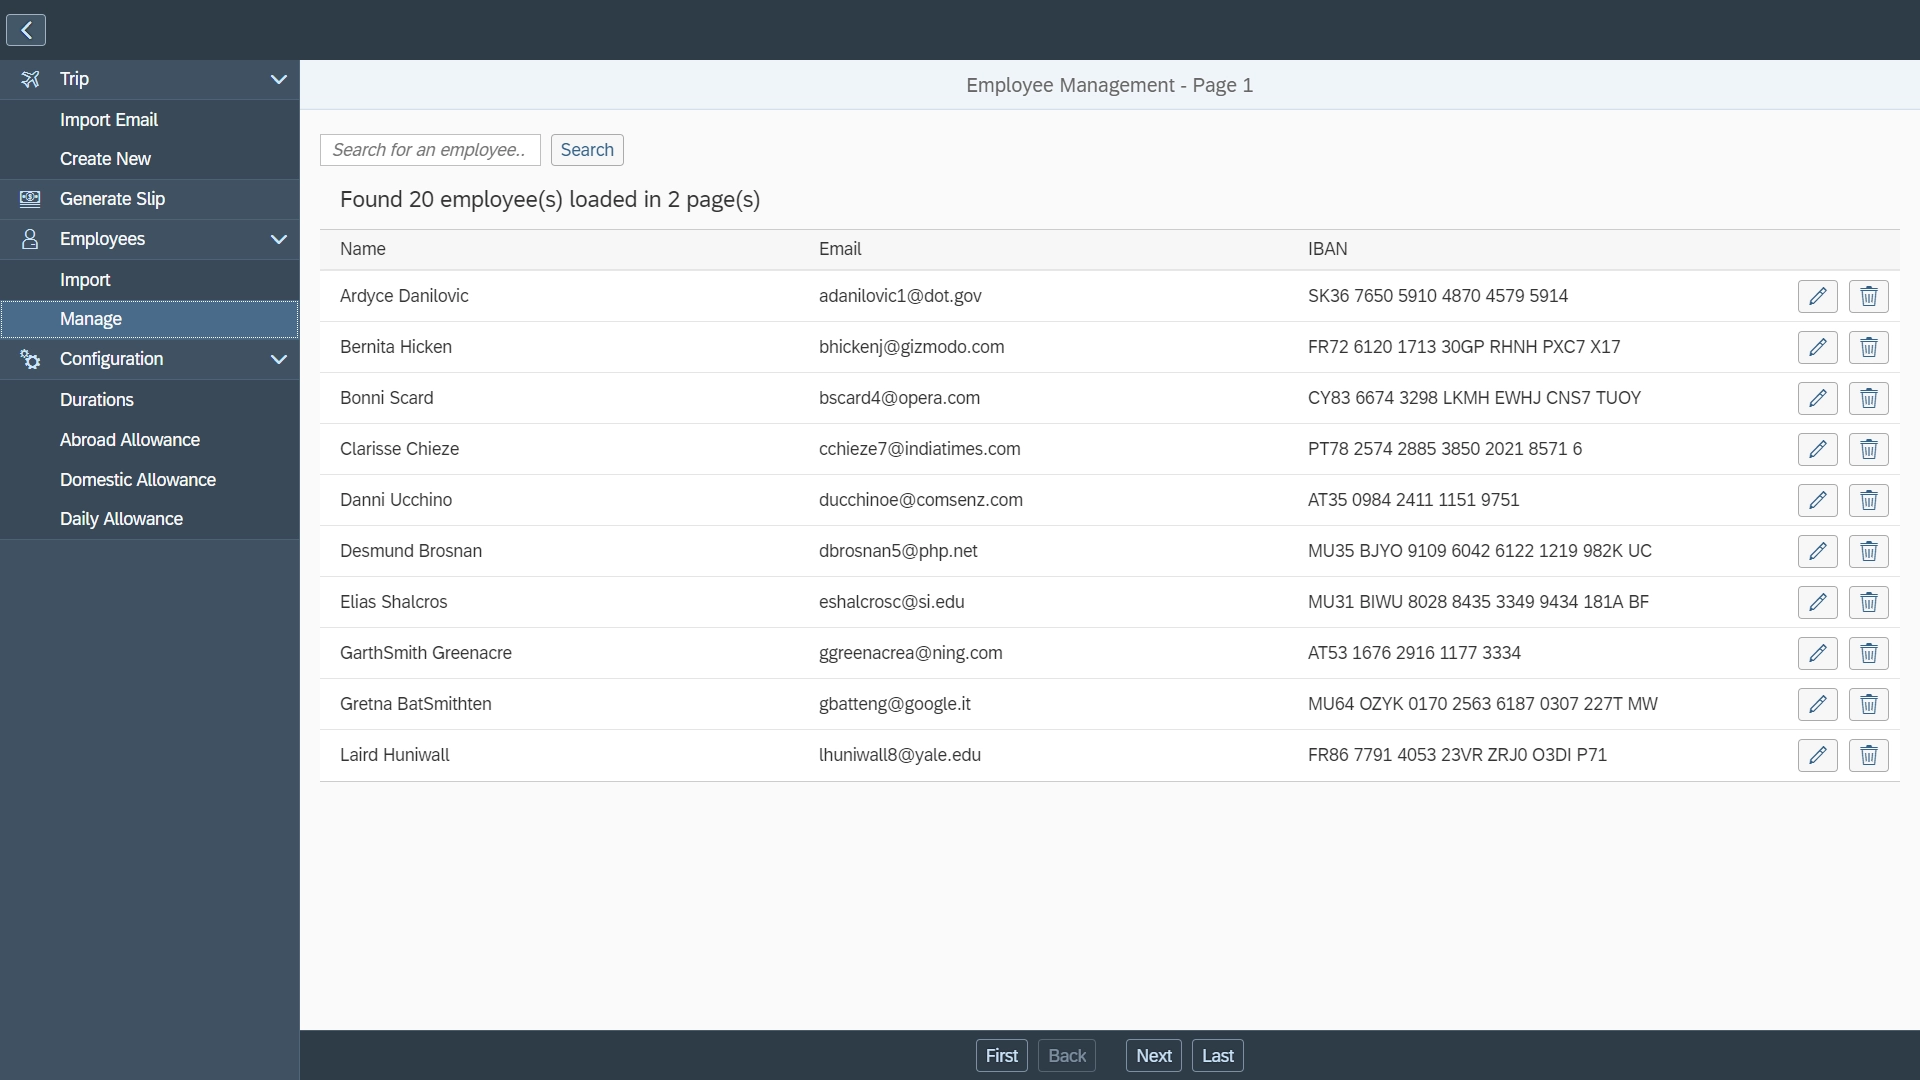 Trip
Import Email
Create New
Generate Slip
Employees
Import
Manage
Configuration
Durations
Abroad Allowance
Domestic Allowance
Daily Allowance
Employee Management - Page 1
Search for an employee.. Search
Found 20 employee(s) loaded in 2 page(s)
Name Email IBAN
Ardyce Danilovic adanilovic1@dot.gov SK36 7650 5910 4870 4579 5914
Bernita Hicken bhickenj@gizmodo.com FR72 6120 1713 30GP RHNH PXC7 X17
Bonni Scard bscard4@opera.com CY83 6674 3298 LKMH EWHJ CNS7 TUOY
Clarisse Chieze cchieze7@indiatimes.com PT78 2574 2885 3850 2021 8571 6
Danni Ucchino ducchinoe@comsenz.com AT35 0984 2411 1151 9751
Desmund Brosnan dbrosnan5@php.net MU35 BJYO 9109 6042 6122 1219 982K UC
Elias Shalcros eshalcrosc@si.edu MU31 BIWU 8028 8435 3349 9434 181A BF
GarthSmith Greenacre ggreenacrea@ning.com AT53 1676 2916 1177 3334
Gretna BatSmithten gbatteng@google.it MU64 OZYK 0170 2563 6187 0307 227T MW
Laird Huniwall lhuniwall8@yale.edu FR86 7791 4053 23VR ZRJ0 O3DI P71
First Back Next Last